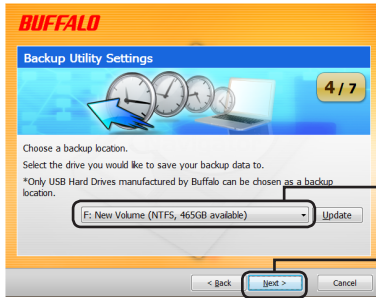 BUFFALO
Backup Utility Settings
4 / 7
Choose a backup location.
Select the drive you would like to save your backup data to.
*Only USB Hard Drives manufactured by Buffalo can be chosen as a backup
location.
F: New Volume (NTFS, 465GB available)
Update
< Back
Next >
Cancel